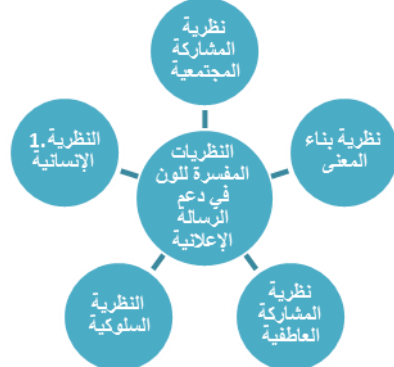 نظرية
المشاركة
المجتمعية
نظرية بناء
المعنى
نظرية
المشاركة
العاطفية
النظرية
السلوكية
1. النظرية
الإنسانية
النظريات
المفسرة للون
في دعم
الرسالة
الإعلانية